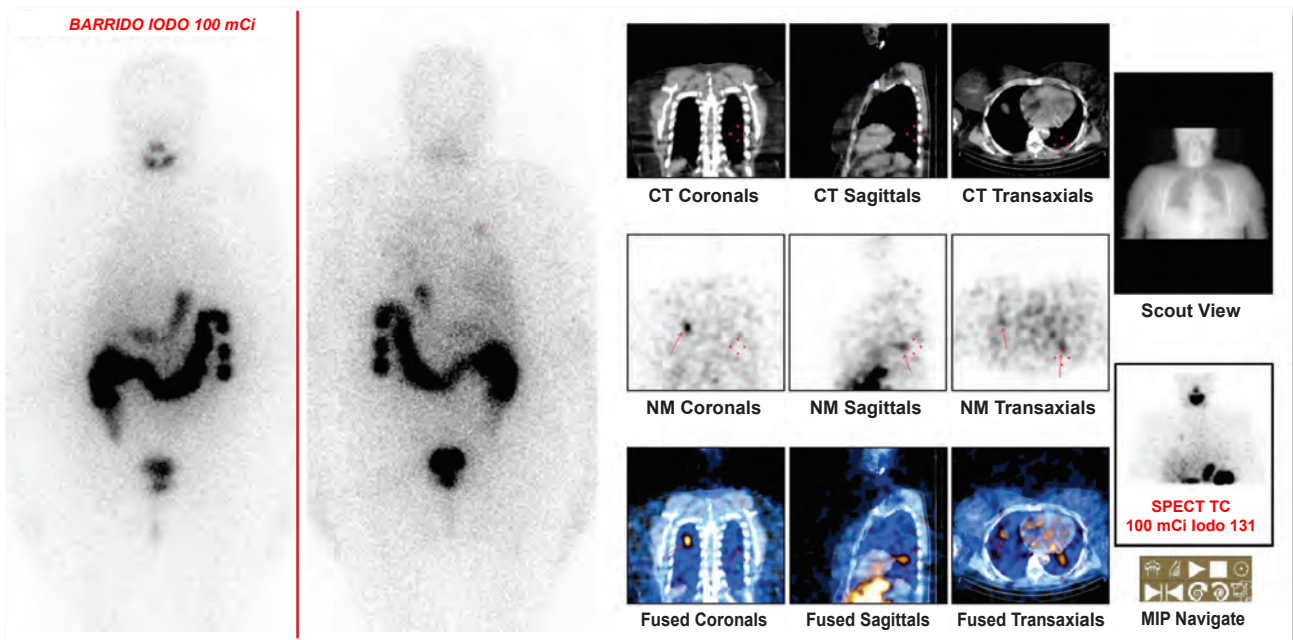 BARRIDO IODO 100 mCi
CT Coronals
CT Sagittals
CT Transaxials
Scout View
NM Coronals
NM Sagittals
NM Transaxials
SPECT TC
100 mCi Iodo 131
Fused Coronals
Fused Sagittals
Fused Transaxials
MIP Navigate